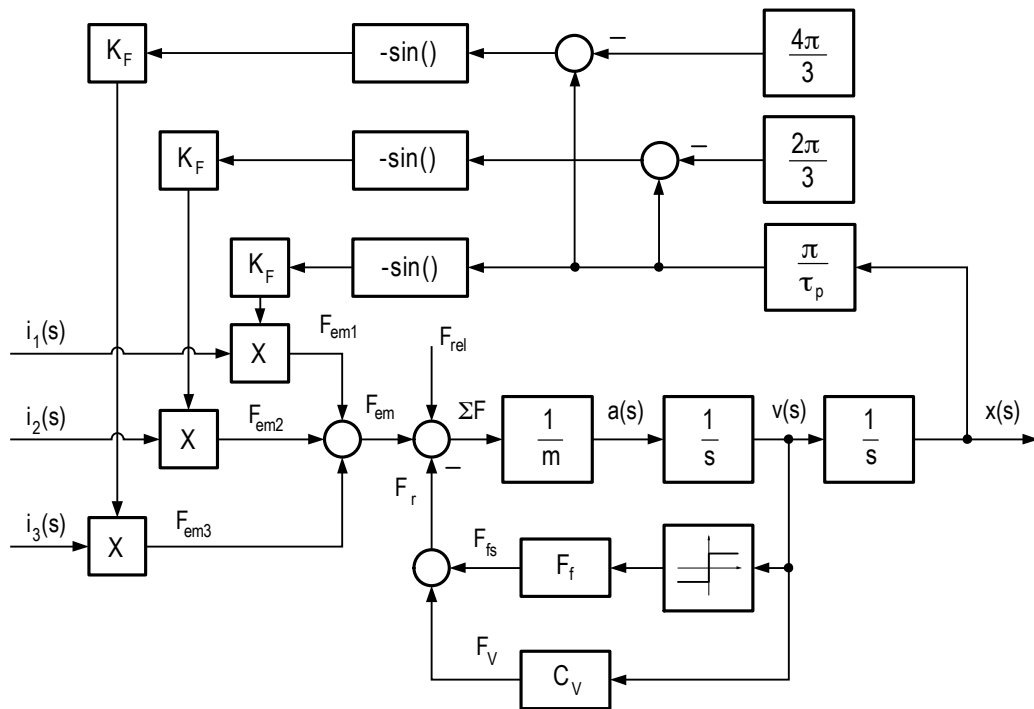 K_F
-sin()
–
4π
3
K_F
-sin()
–
2π
3
K_F
-sin()
π
τ_p
i_1(s)
X
F_em1
F_rel
i_2(s)
X
F_em2
F_em
ΣF
1
m
a(s)
1
s
v(s)
1
s
x(s)
–
F_r
i_3(s)
X
F_em3
F_fs
F_f
F_V
C_V